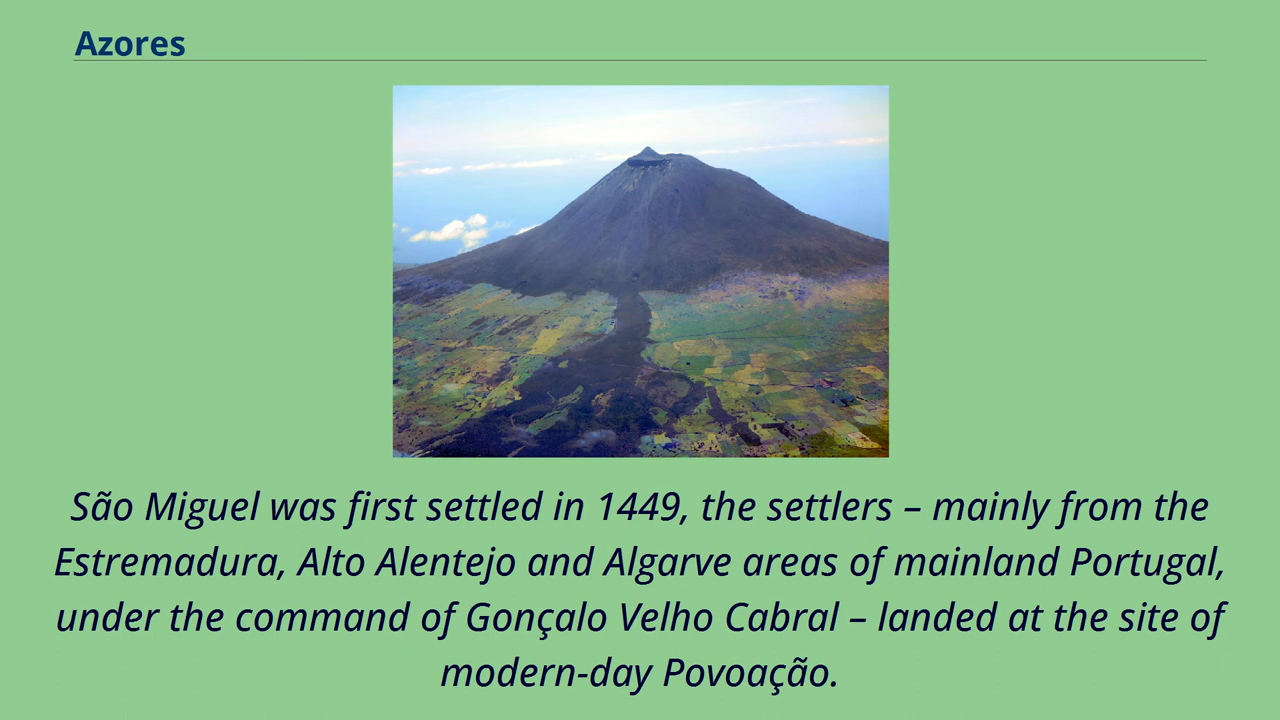 Azores
São Miguel was first settled in 1449, the settlers – mainly from the
Estremadura, Alto Alentejo and Algarve areas of mainland Portugal,
under the command of Gonçalo Velho Cabral – landed at the site of
modern-day Povoação.